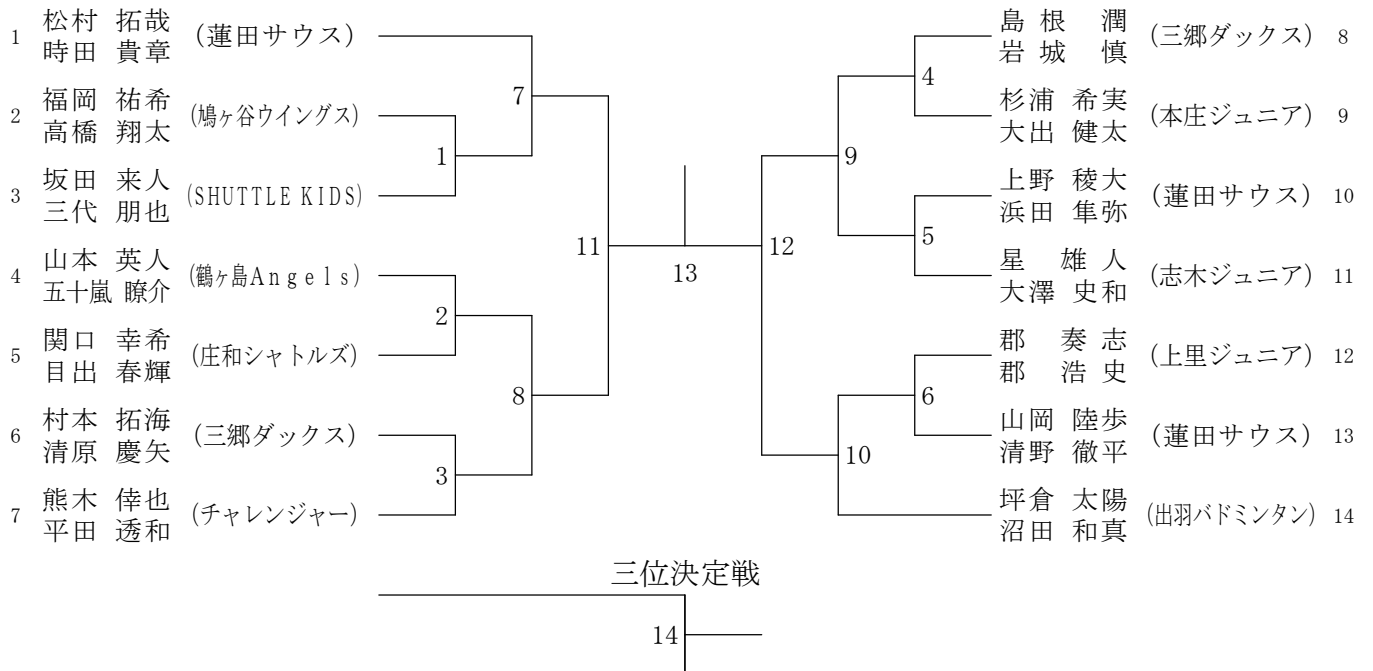 松村 拓哉
1 (蓮田サウス)
時田 貴章
福岡 祐希
2 (鳩ヶ谷ウイングス)
高橋 翔太
坂田 来人
3 (SHUTTLE KIDS)
三代 朋也
山本 英人
4 (鶴ヶ島Angels)
五十嵐 瞭介
関口 幸希
5 (庄和シャトルズ)
目出 春輝
村本 拓海
6 (三郷ダックス)
清原 慶矢
熊木 倖也
7 (チャレンジャー)
平田 透和
7
1
11
2
8
3
13
12
4
9
5
6
10
島根 潤
(三郷ダックス) 8
岩城 慎
杉浦 希実
(本庄ジュニア) 9
大出 健太
上野 稜大
(蓮田サウス) 10
浜田 隼弥
星 雄人
(志木ジュニア) 11
大澤 史和
郡 奏志
(上里ジュニア) 12
郡 浩史
山岡 陸歩
(蓮田サウス) 13
清野 徹平
坪倉 太陽
(出羽バドミンタン) 14
沼田 和真
三位決定戦
14